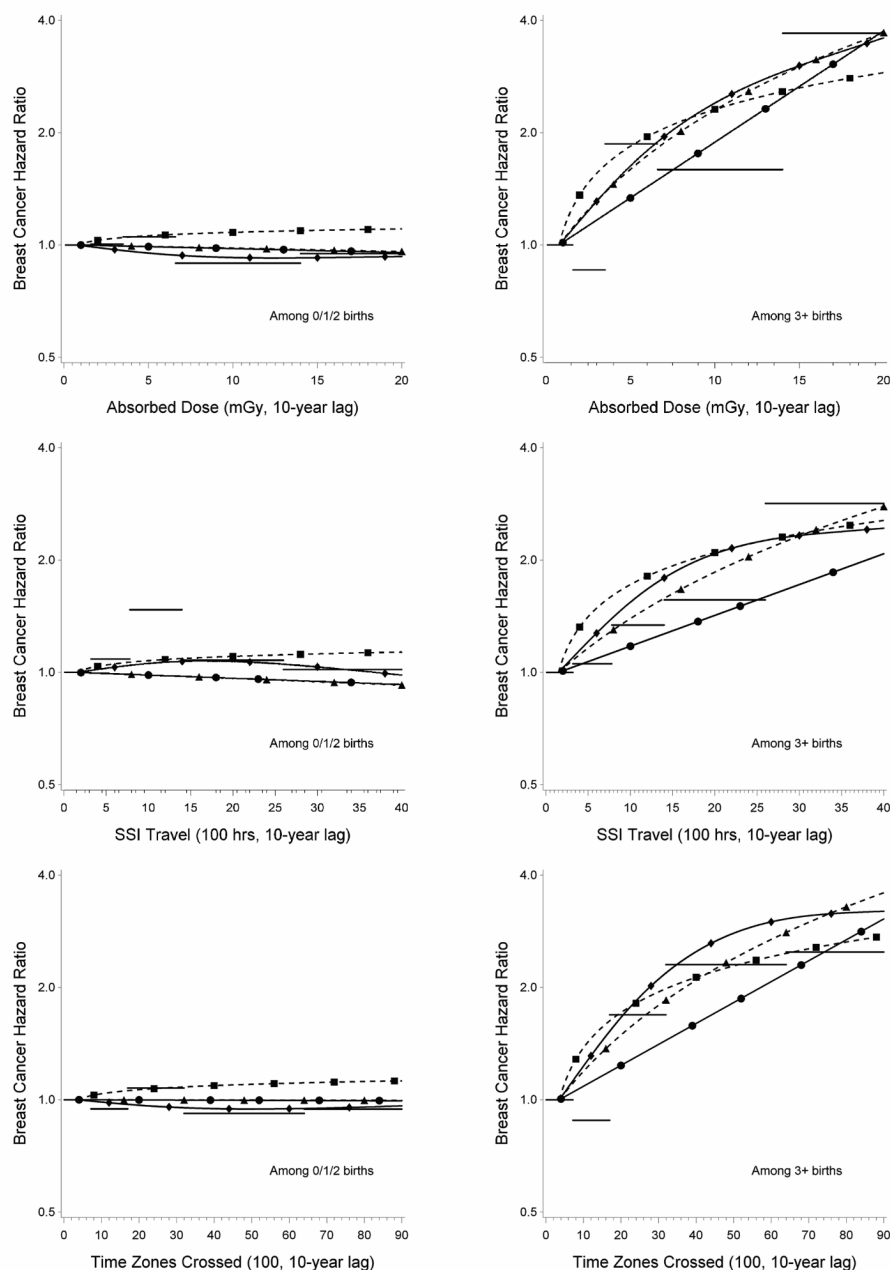 4.0
2.0
1.0
0.5
Breast Cancer Hazard Ratio
Among 0/1/2 births
0 5 10 15 20
Absorbed Dose (mGy, 10-year lag)
4.0
2.0
1.0
0.5
Breast Cancer Hazard Ratio
Among 3+ births
0 5 10 15 20
Absorbed Dose (mGy, 10-year lag)
4.0
2.0
1.0
0.5
Breast Cancer Hazard Ratio
Among 0/1/2 births
0 5 10 15 20 25 30 35 40
SSI Travel (100 hrs, 10-year lag)
4.0
2.0
1.0
0.5
Breast Cancer Hazard Ratio
Among 3+ births
0 5 10 15 20 25 30 35 40
SSI Travel (100 hrs, 10-year lag)
4.0
2.0
1.0
0.5
Breast Cancer Hazard Ratio
Among 0/1/2 births
0 10 20 30 40 50 60 70 80 90
Time Zones Crossed (100, 10-year lag)
4.0
2.0
1.0
0.5
Breast Cancer Hazard Ratio
Among 3+ births
0 10 20 30 40 50 60 70 80 90
Time Zones Crossed (100, 10-year lag)